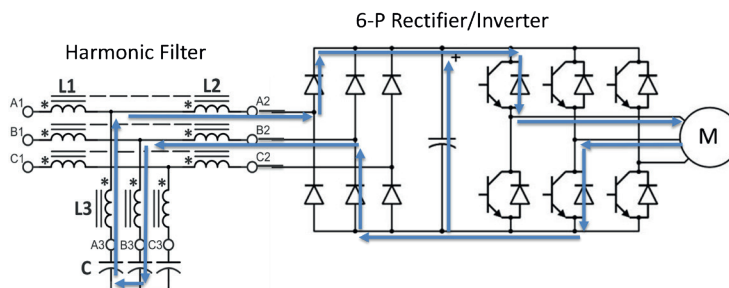 6-P Rectifier/Inverter
Harmonic Filter
L1
L2
A1
*
*
A2
B1
*
*
B2
C1
*
*
C2
+
M
*
*
*
L3
A3
B3
C3
C